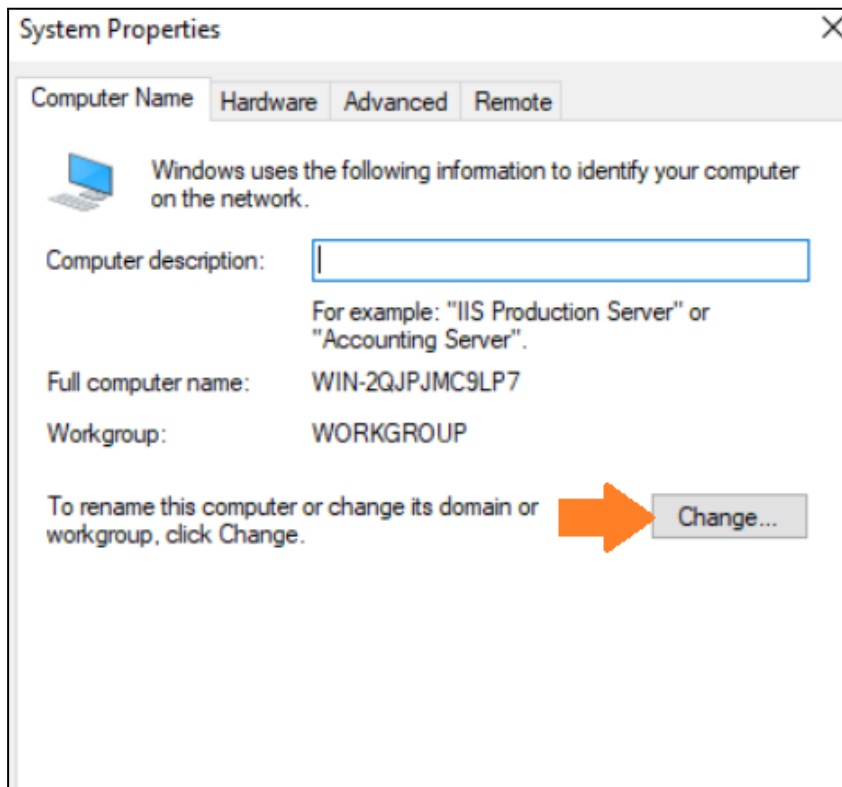 System Properties
Computer Name
Hardware
Advanced
Remote
Windows uses the following information to identify your computer
on the network.
Computer description:
For example: "IIS Production Server" or
"Accounting Server".
Full computer name:
WIN-2QJPJMC9LP7
Workgroup:
WORKGROUP
To rename this computer or change its domain or
workgroup, click Change.
Change...